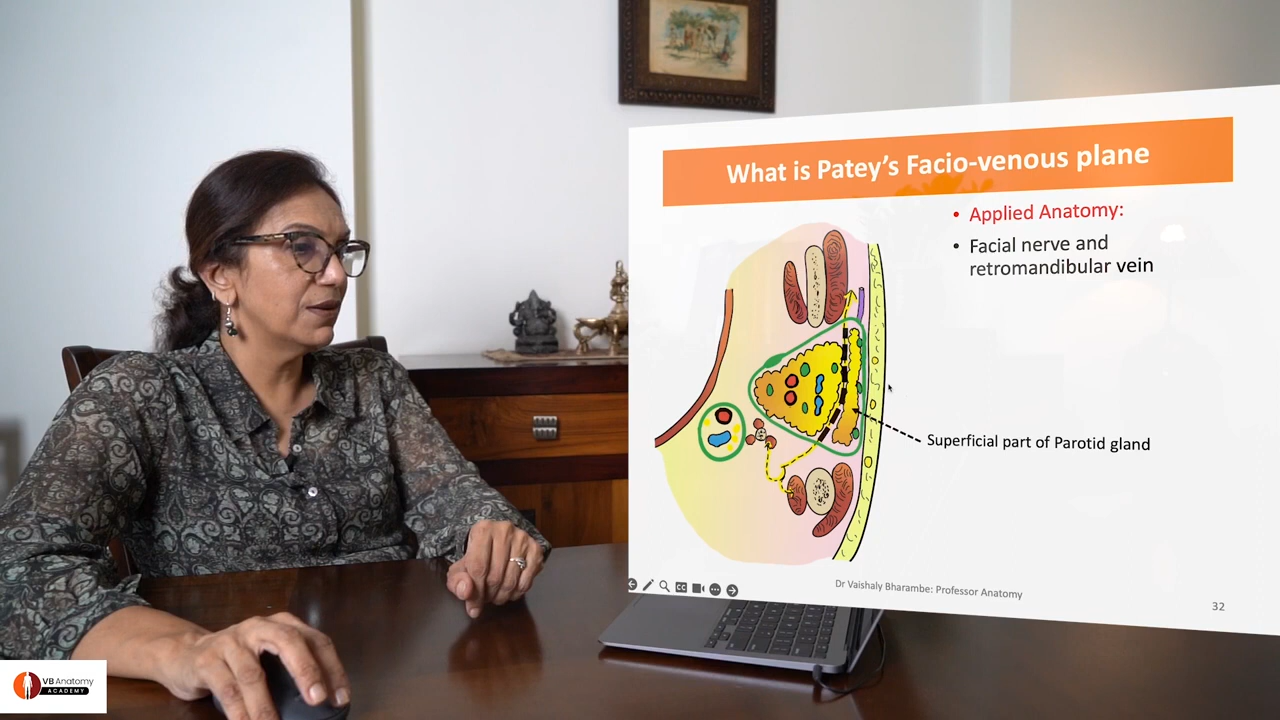 What is Patey's Facio-venous plane
• Applied Anatomy:
• Facial nerve and
retromandibular vein
Superficial part of Parotid gland
Dr Vaishaly Bharambe: Professor Anatomy
32
CC
VB Anatomy
ACADEMY